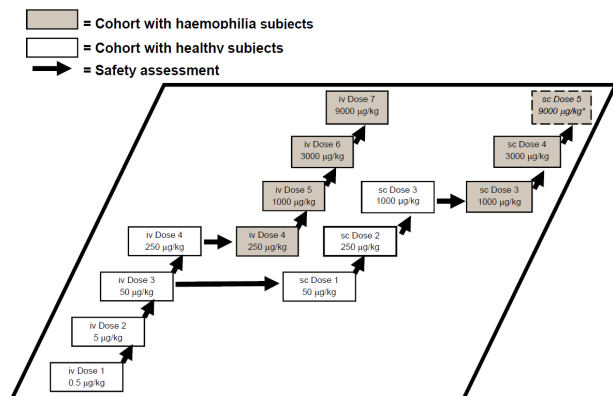 = Cohort with haemophilia subjects
= Cohort with healthy subjects
= Safety assessment
iv Dose 7
9000 µg/kg
sc Dose 5
9000 µg/kg*
iv Dose 6
3000 µg/kg
sc Dose 4
3000 µg/kg
iv Dose 5
1000 µg/kg
sc Dose 3
1000 µg/kg
sc Dose 3
1000 µg/kg
iv Dose 4
250 µg/kg
iv Dose 4
250 µg/kg
sc Dose 2
250 µg/kg
iv Dose 3
50 µg/kg
sc Dose 1
50 µg/kg
iv Dose 2
5 µg/kg
iv Dose 1
0.5 µg/kg